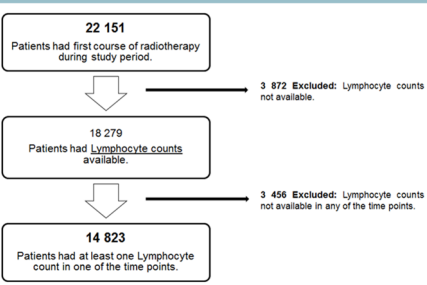 22 151
Patients had first course of radiotherapy
during study period.
3 872 Excluded: Lymphocyte counts
not available.
18 279
Patients had Lymphocyte counts
available.
3 456 Excluded: Lymphocyte counts
not available in any of the time points.
14 823
Patients had at least one Lymphocyte
count in one of the time points.